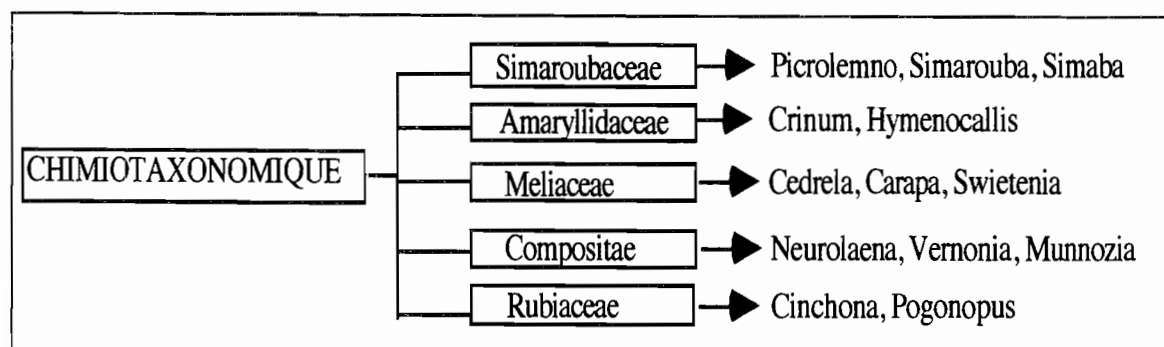 Simaroubaceae Picrolemno, Simarouba, Simaba
Amaryllidaceae Crinum, Hymenocallis
CHIMIOTAXONOMIQUE
Meliaceae Cedrela, Carapa, Swietenia
Compositae Neurolaena, Vernonia, Munnozia
Rubiaceae Cinchona, Pogonopus